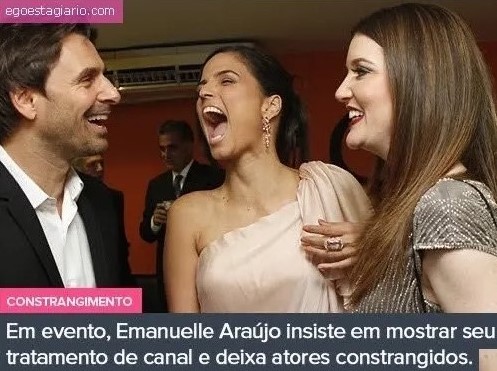 egoestagiario.com
CONSTRANGIMENTO
Em evento, Emanuelle Araújo insiste em mostrar seu
tratamento de canal e deixa atores constrangidos.